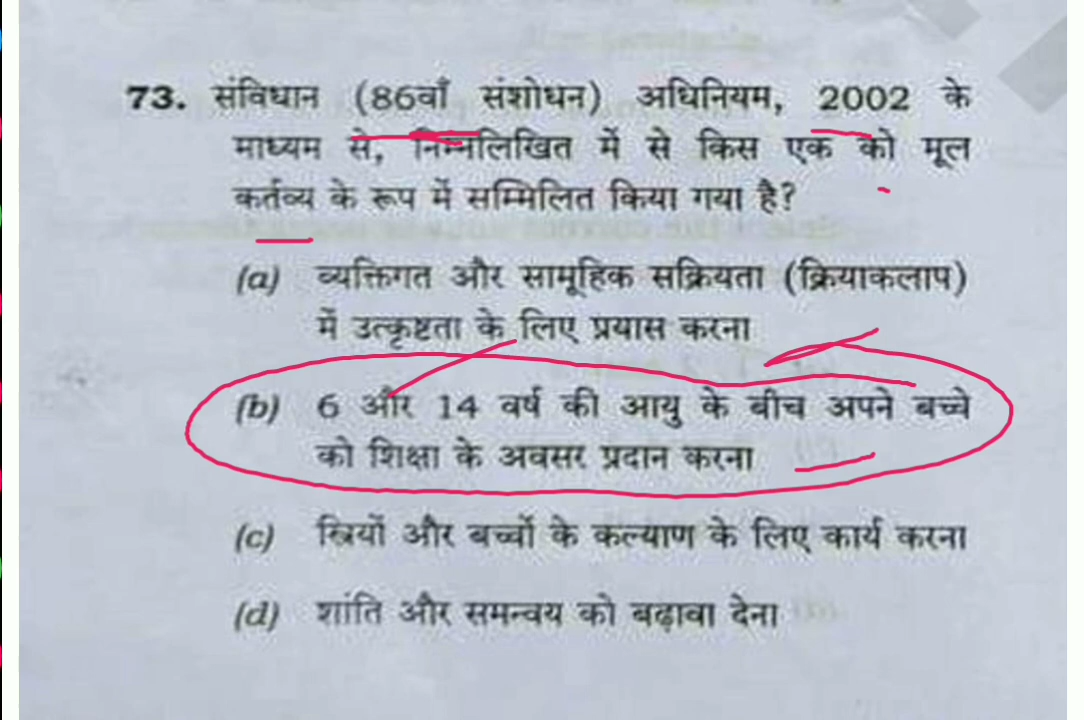 73. संविधान (86वाँ संशोधन) अधिनियम, 2002 के
माध्यम से, निम्नलिखित में से किस एक को मूल
कर्तव्य के रूप में सम्मिलित किया गया है?
(a) व्यक्तिगत और सामूहिक सक्रियता (क्रियाकलाप)
में उत्कृष्टता के लिए प्रयास करना
(b) 6 और 14 वर्ष की आयु के बीच अपने बच्चे
को शिक्षा के अवसर प्रदान करना
(c) स्त्रियों और बच्चों के कल्याण के लिए कार्य करना
(d) शांति और समन्वय को बढ़ावा देना